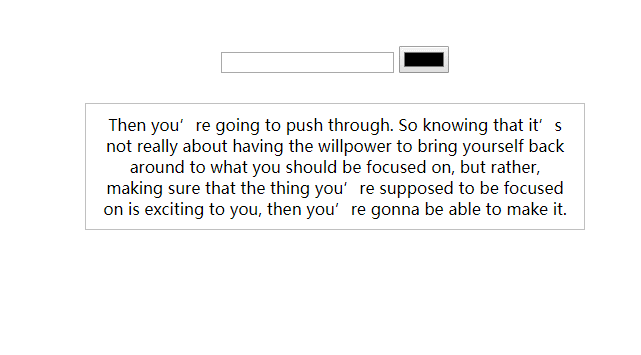 Then you’re going to push through. So knowing that it’s
not really about having the willpower to bring yourself back
around to what you should be focused on, but rather,
making sure that the thing you’re supposed to be focused
on is exciting to you, then you’re gonna be able to make it.